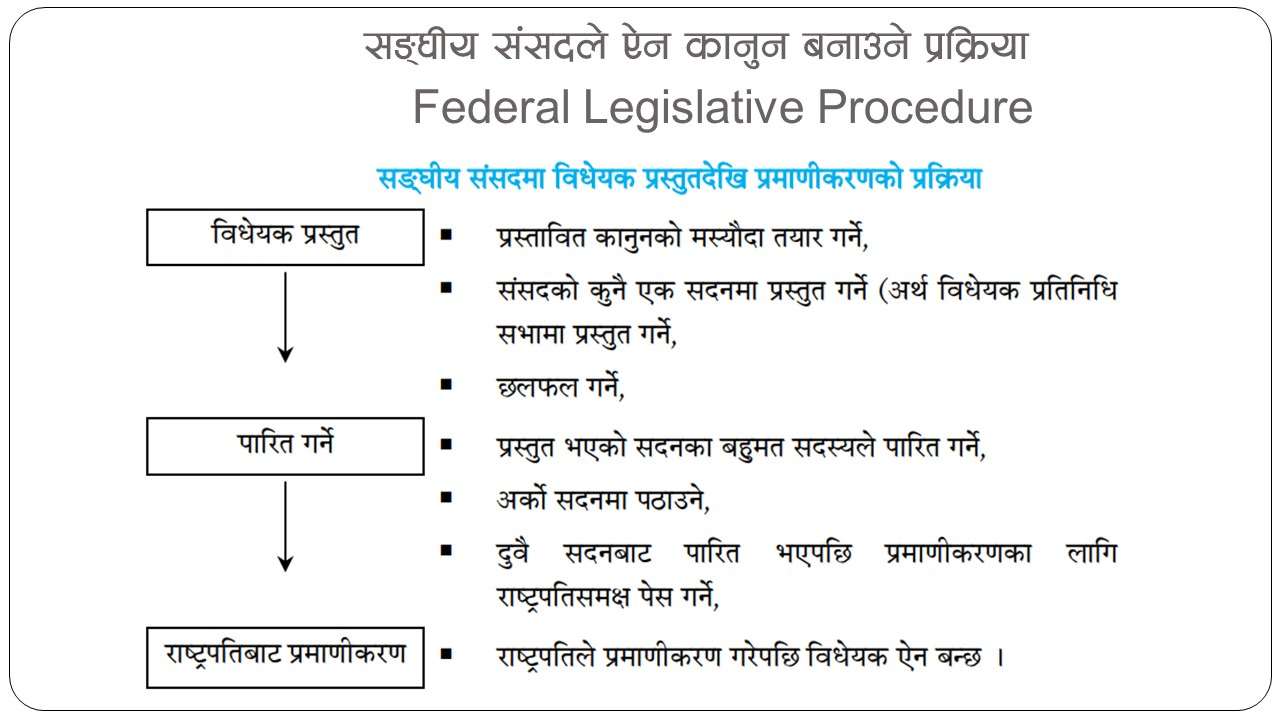 सङ्घीय संसदले ऐन कानुन बनाउने प्रक्रिया
Federal Legislative Procedure
सङ्घीय संसदमा विधेयक प्रस्तुतदेखि प्रमाणीकरणको प्रक्रिया
विधेयक प्रस्तुत
▪ प्रस्तावित कानुनको मस्यौदा तयार गर्ने,
▪ संसदको कुनै एक सदनमा प्रस्तुत गर्ने (अर्थ विधेयक प्रतिनिधि
सभामा प्रस्तुत गर्ने,
▪ छलफल गर्ने,
पारित गर्ने
▪ प्रस्तुत भएको सदनका बहुमत सदस्यले पारित गर्ने,
▪ अर्को सदनमा पठाउने,
▪ दुवै सदनबाट पारित भएपछि प्रमाणीकरणका लागि
राष्ट्रपतिसमक्ष पेस गर्ने,
राष्ट्रपतिबाट प्रमाणीकरण
▪ राष्ट्रपतिले प्रमाणीकरण गरेपछि विधेयक ऐन बन्छ ।